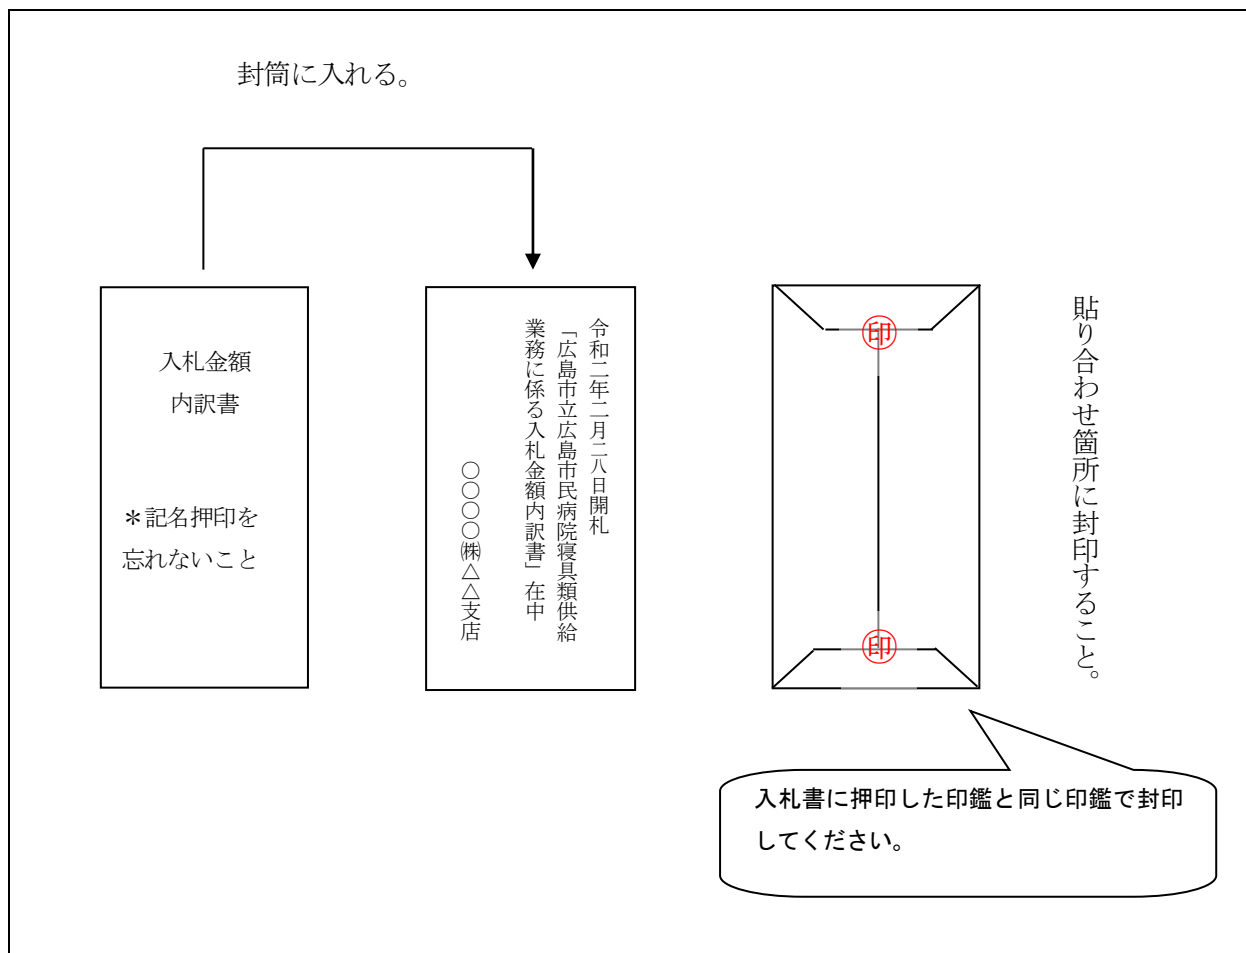 封筒に入れる。
入札金額
内訳書
＊記名押印を
忘れないこと
令和二年二月二八日開札
「広島市立広島市民病院寝具類供給
業務に係る入札金額内訳書」在中
○○○○㈱△△支店
印
印
貼り合わせ箇所に封印すること。
入札書に押印した印鑑と同じ印鑑で封印
してください。